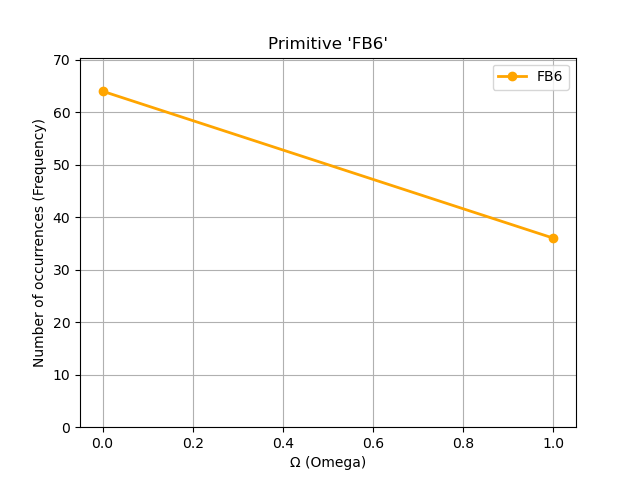 Primitive 'FB6'
FB6
Number of occurrences (Frequency)
70
60
50
40
30
20
10
0
0.0 0.2 0.4 0.6 0.8 1.0
Ω (Omega)